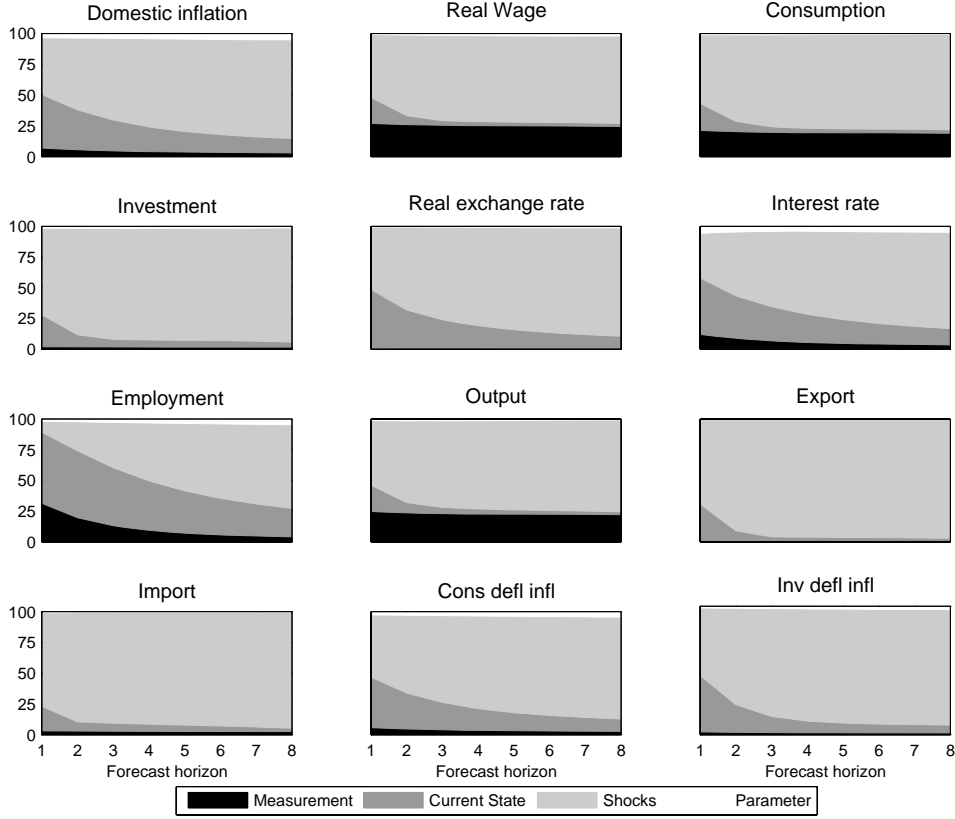 Domestic inflation Real Wage Consumption
100
75
50
25
0
Investment Real exchange rate Interest rate
100
75
50
25
0
Employment Output Export
100
75
50
25
0
Import Cons defl infl Inv defl infl
100
75
50
25
0
1 2 3 4 5 6 7 8 1 2 3 4 5 6 7 8 1 2 3 4 5 6 7 8
Forecast horizon Forecast horizon Forecast horizon
Measurement Current State Shocks Parameter